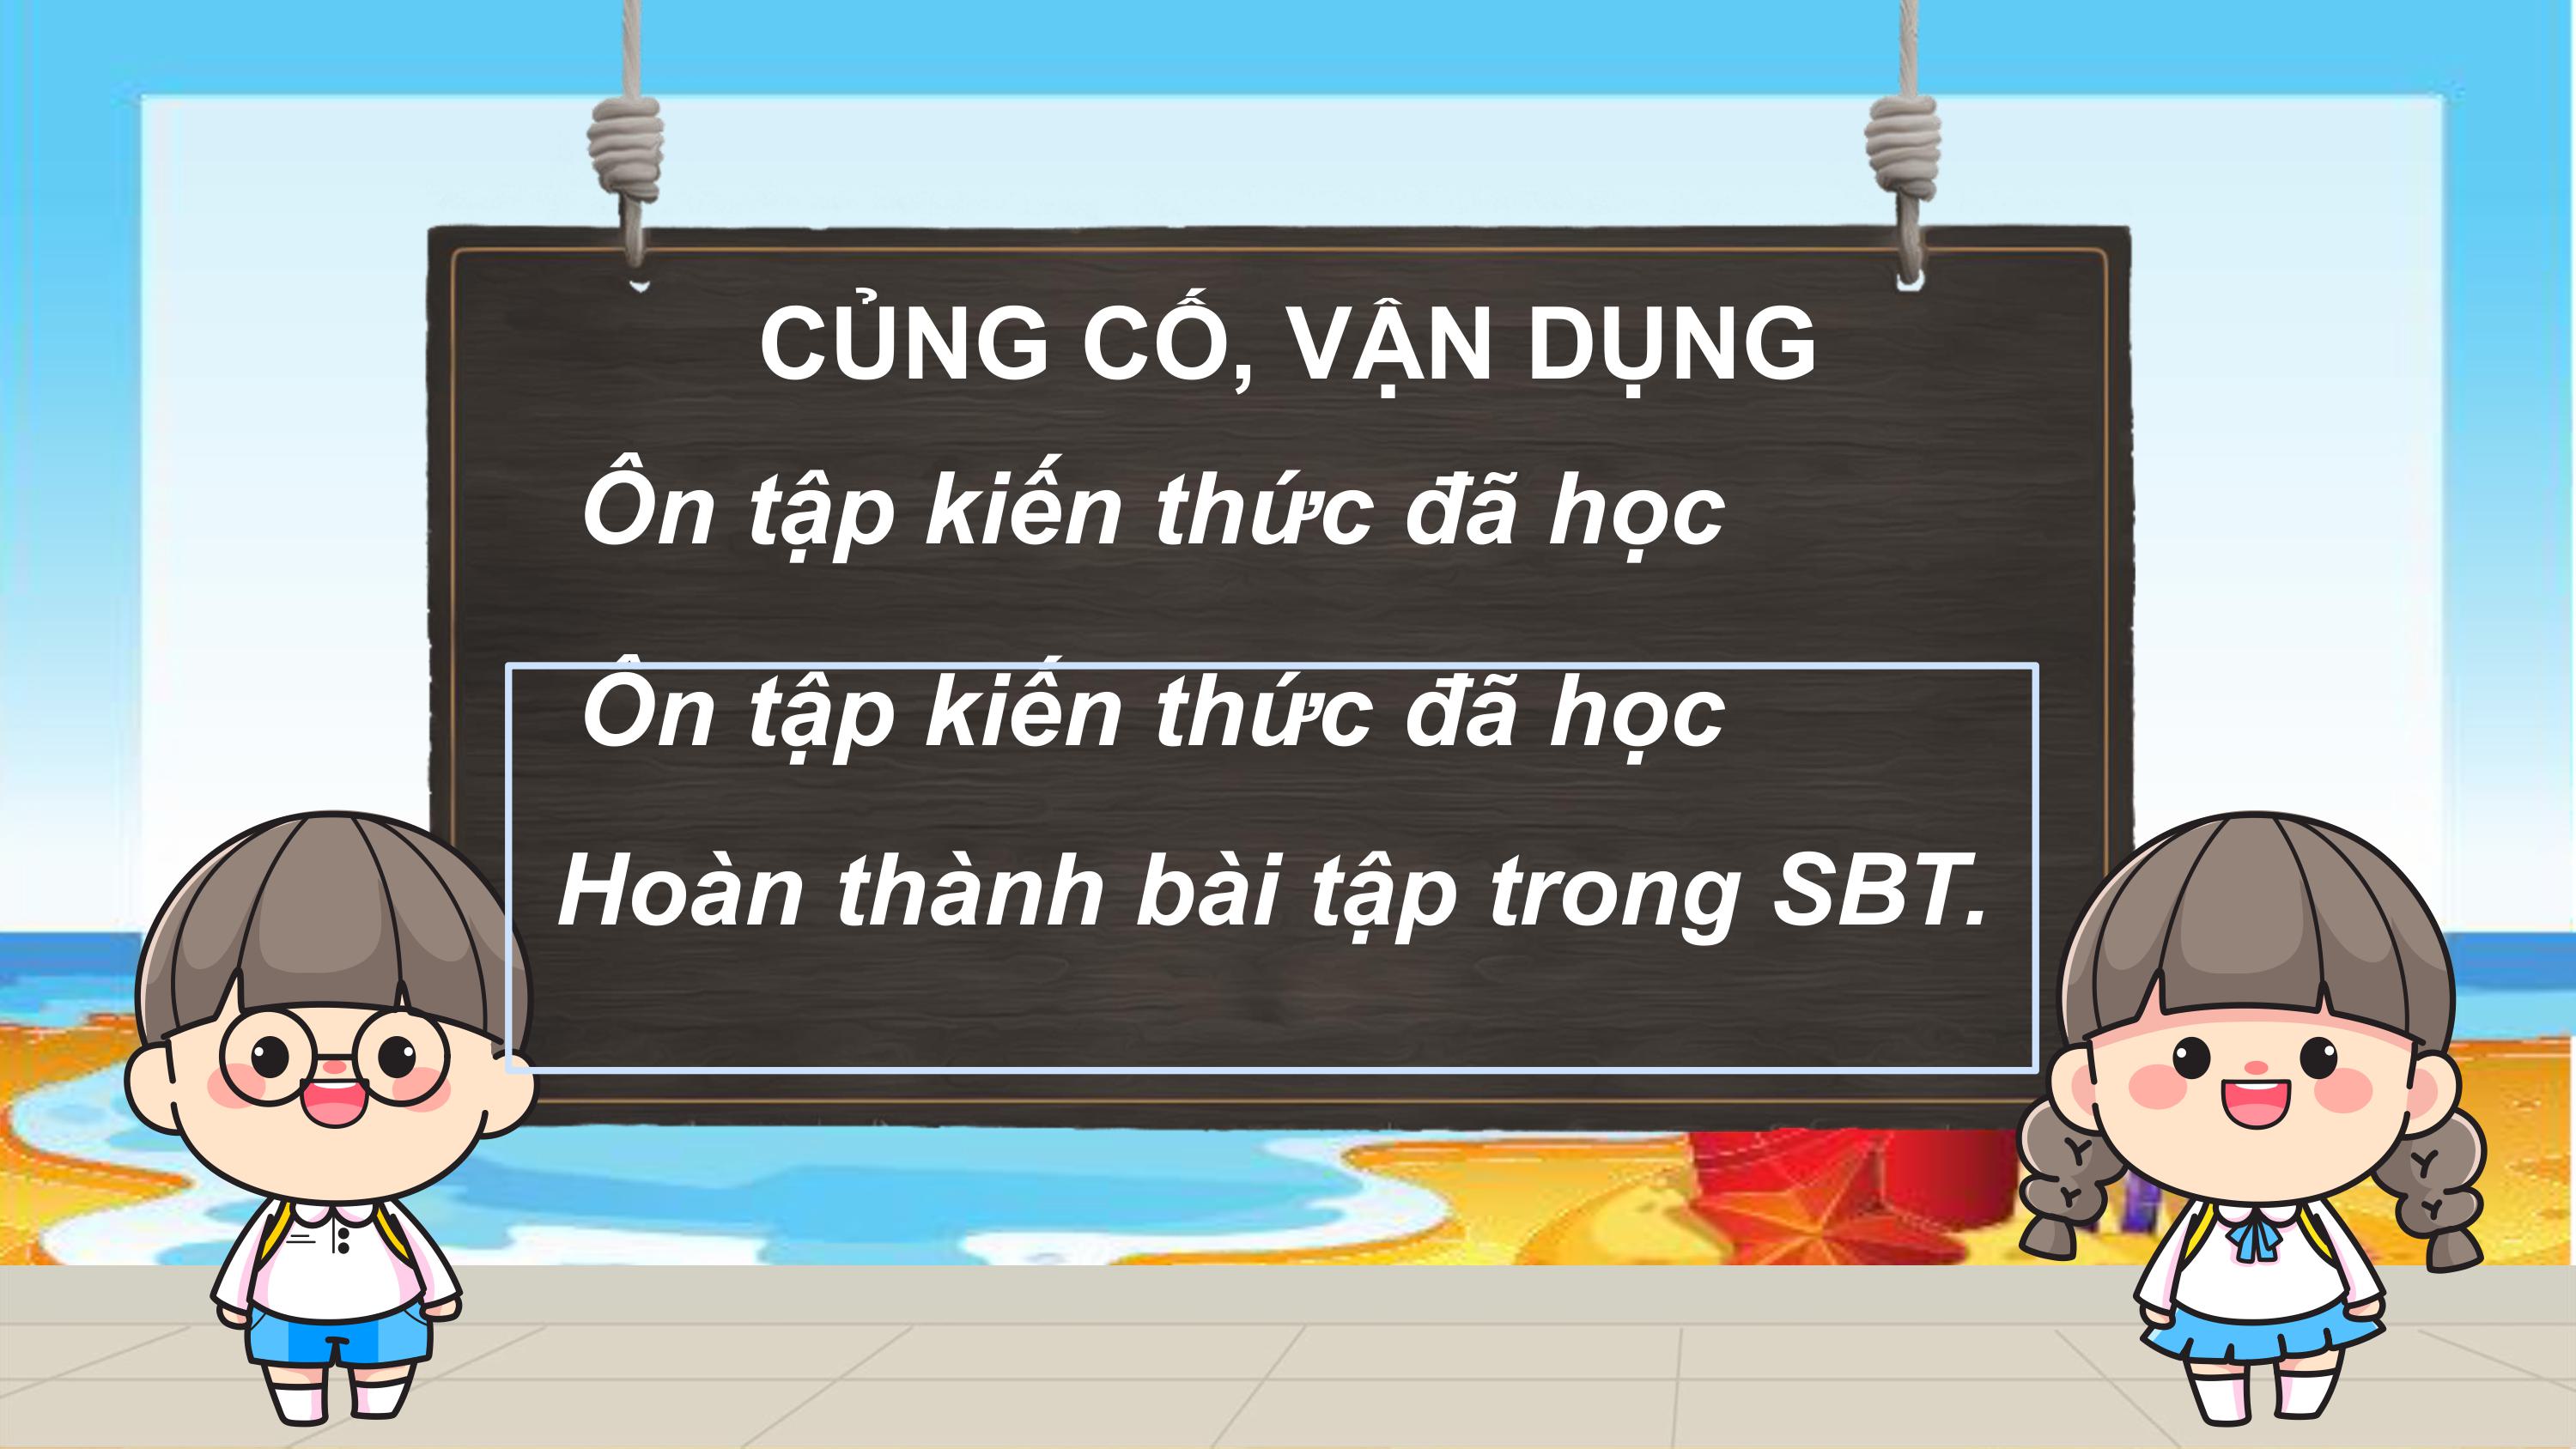 CỦNG CỐ, VẬN DỤNG
Ôn tập kiến thức đã học
Ôn tập kiến thức đã học
Hoàn thành bài tập trong SBT.